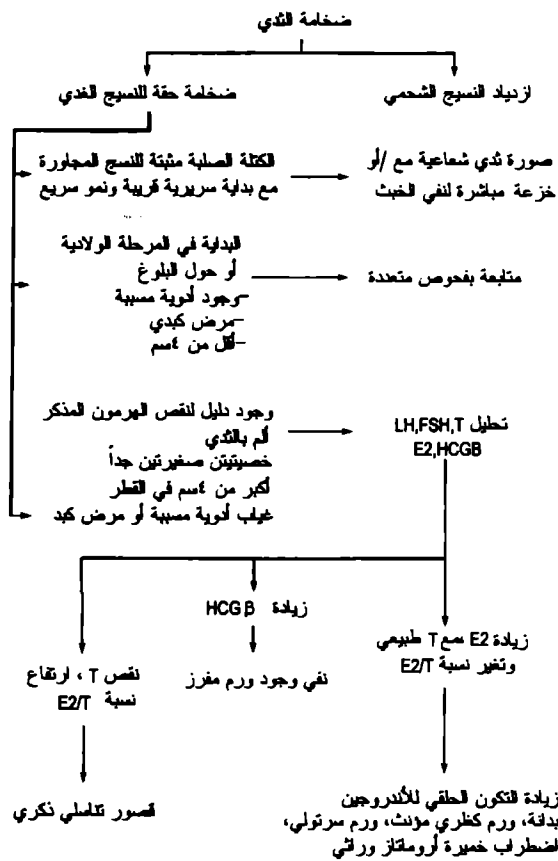 ضخامة الثدي
ازدياد النسيج الشحمي
ضخامة حقة للنسيج الغدي
الكتلة الصلبة مثبتة للنسج المجاورة
مع بداية سريرية قريبة ونمو سريع
صورة ثدي شعاعية مع /أو
خزعة مباشرة لنفي الخبث
البداية في المرحلة الولادية
أو حول البلوغ
–وجود أدوية مسببة
–مرض كبدي
–أقل من ٤سم
متابعة بفحوص متعددة
وجود دليل لنقص الهرمون المذكر
ألم بالثدي
خصيتيتن صغيرتين جداً
أكبر من ٤سم في القطر
غياب أدوية مسببة أو مرض كبد
تحليل LH,FSH,T
E2,HCGB
زيادة HCG β
نفي وجود ورم مفرز
زيادة E2 مع T طبيعي
وتغير نسبة E2/T
نقص T ، ارتفاع
نسبة E2/T
قصور تناسلي ذكري
زيادة التكون الحلقي للأندروجين
بدانة، ورم كظري مؤنث، ورم سرتولي،
اضطراب خميرة أروماتاز وراثي